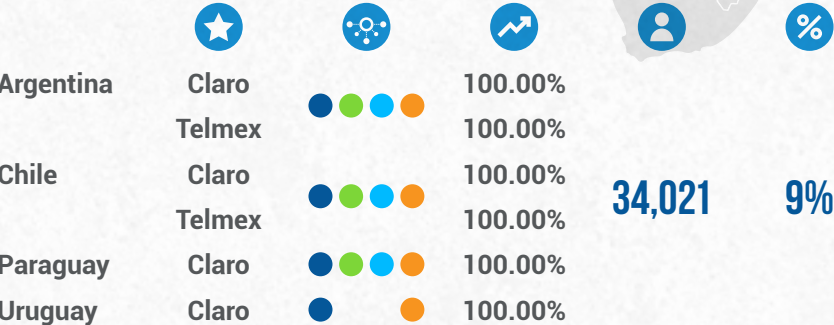 %
Argentina Claro 100.00%
Telmex 100.00%
Chile Claro 100.00%
34,021 9%
Telmex 100.00%
Paraguay Claro 100.00%
Uruguay Claro 100.00%